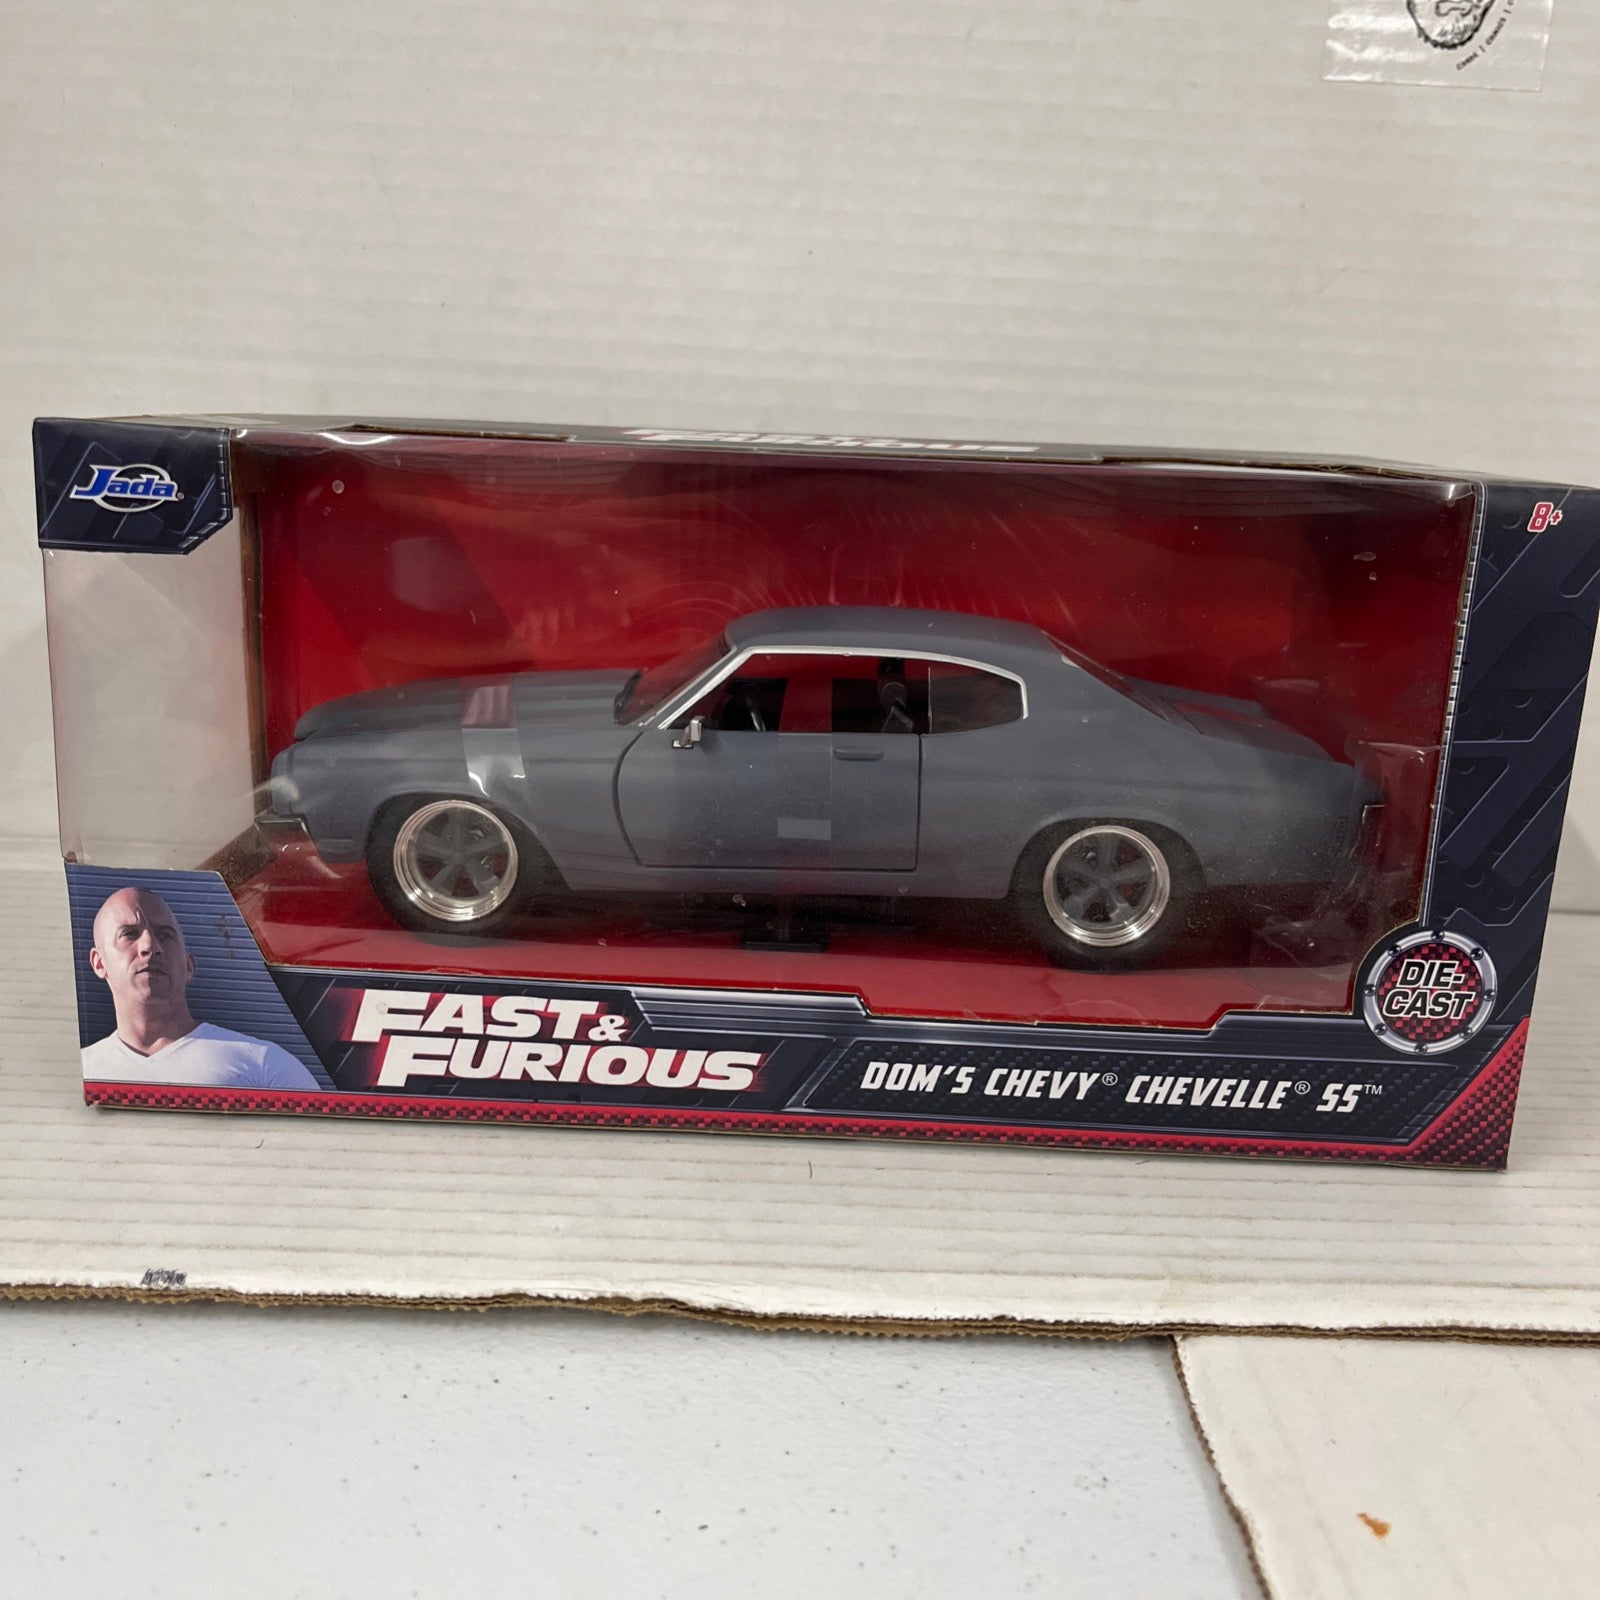 Jada®
8+
DIE-
CAST
FAST &
FURIOUS
DOM'S CHEVY® CHEVELLE® SS™